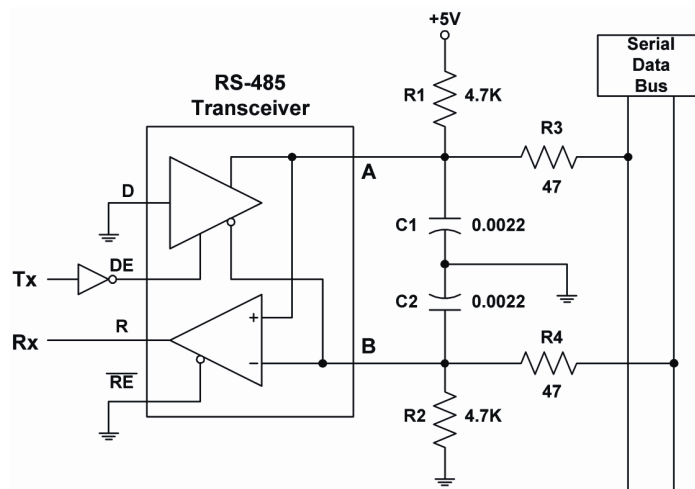 +5V
Serial
Data
Bus
RS-485
Transceiver
R1
4.7K
R3
47
A
D
C1
0.0022
Tx
DE
C2
0.0022
R
Rx
+
B
R4
47
–
RE
R2
4.7K